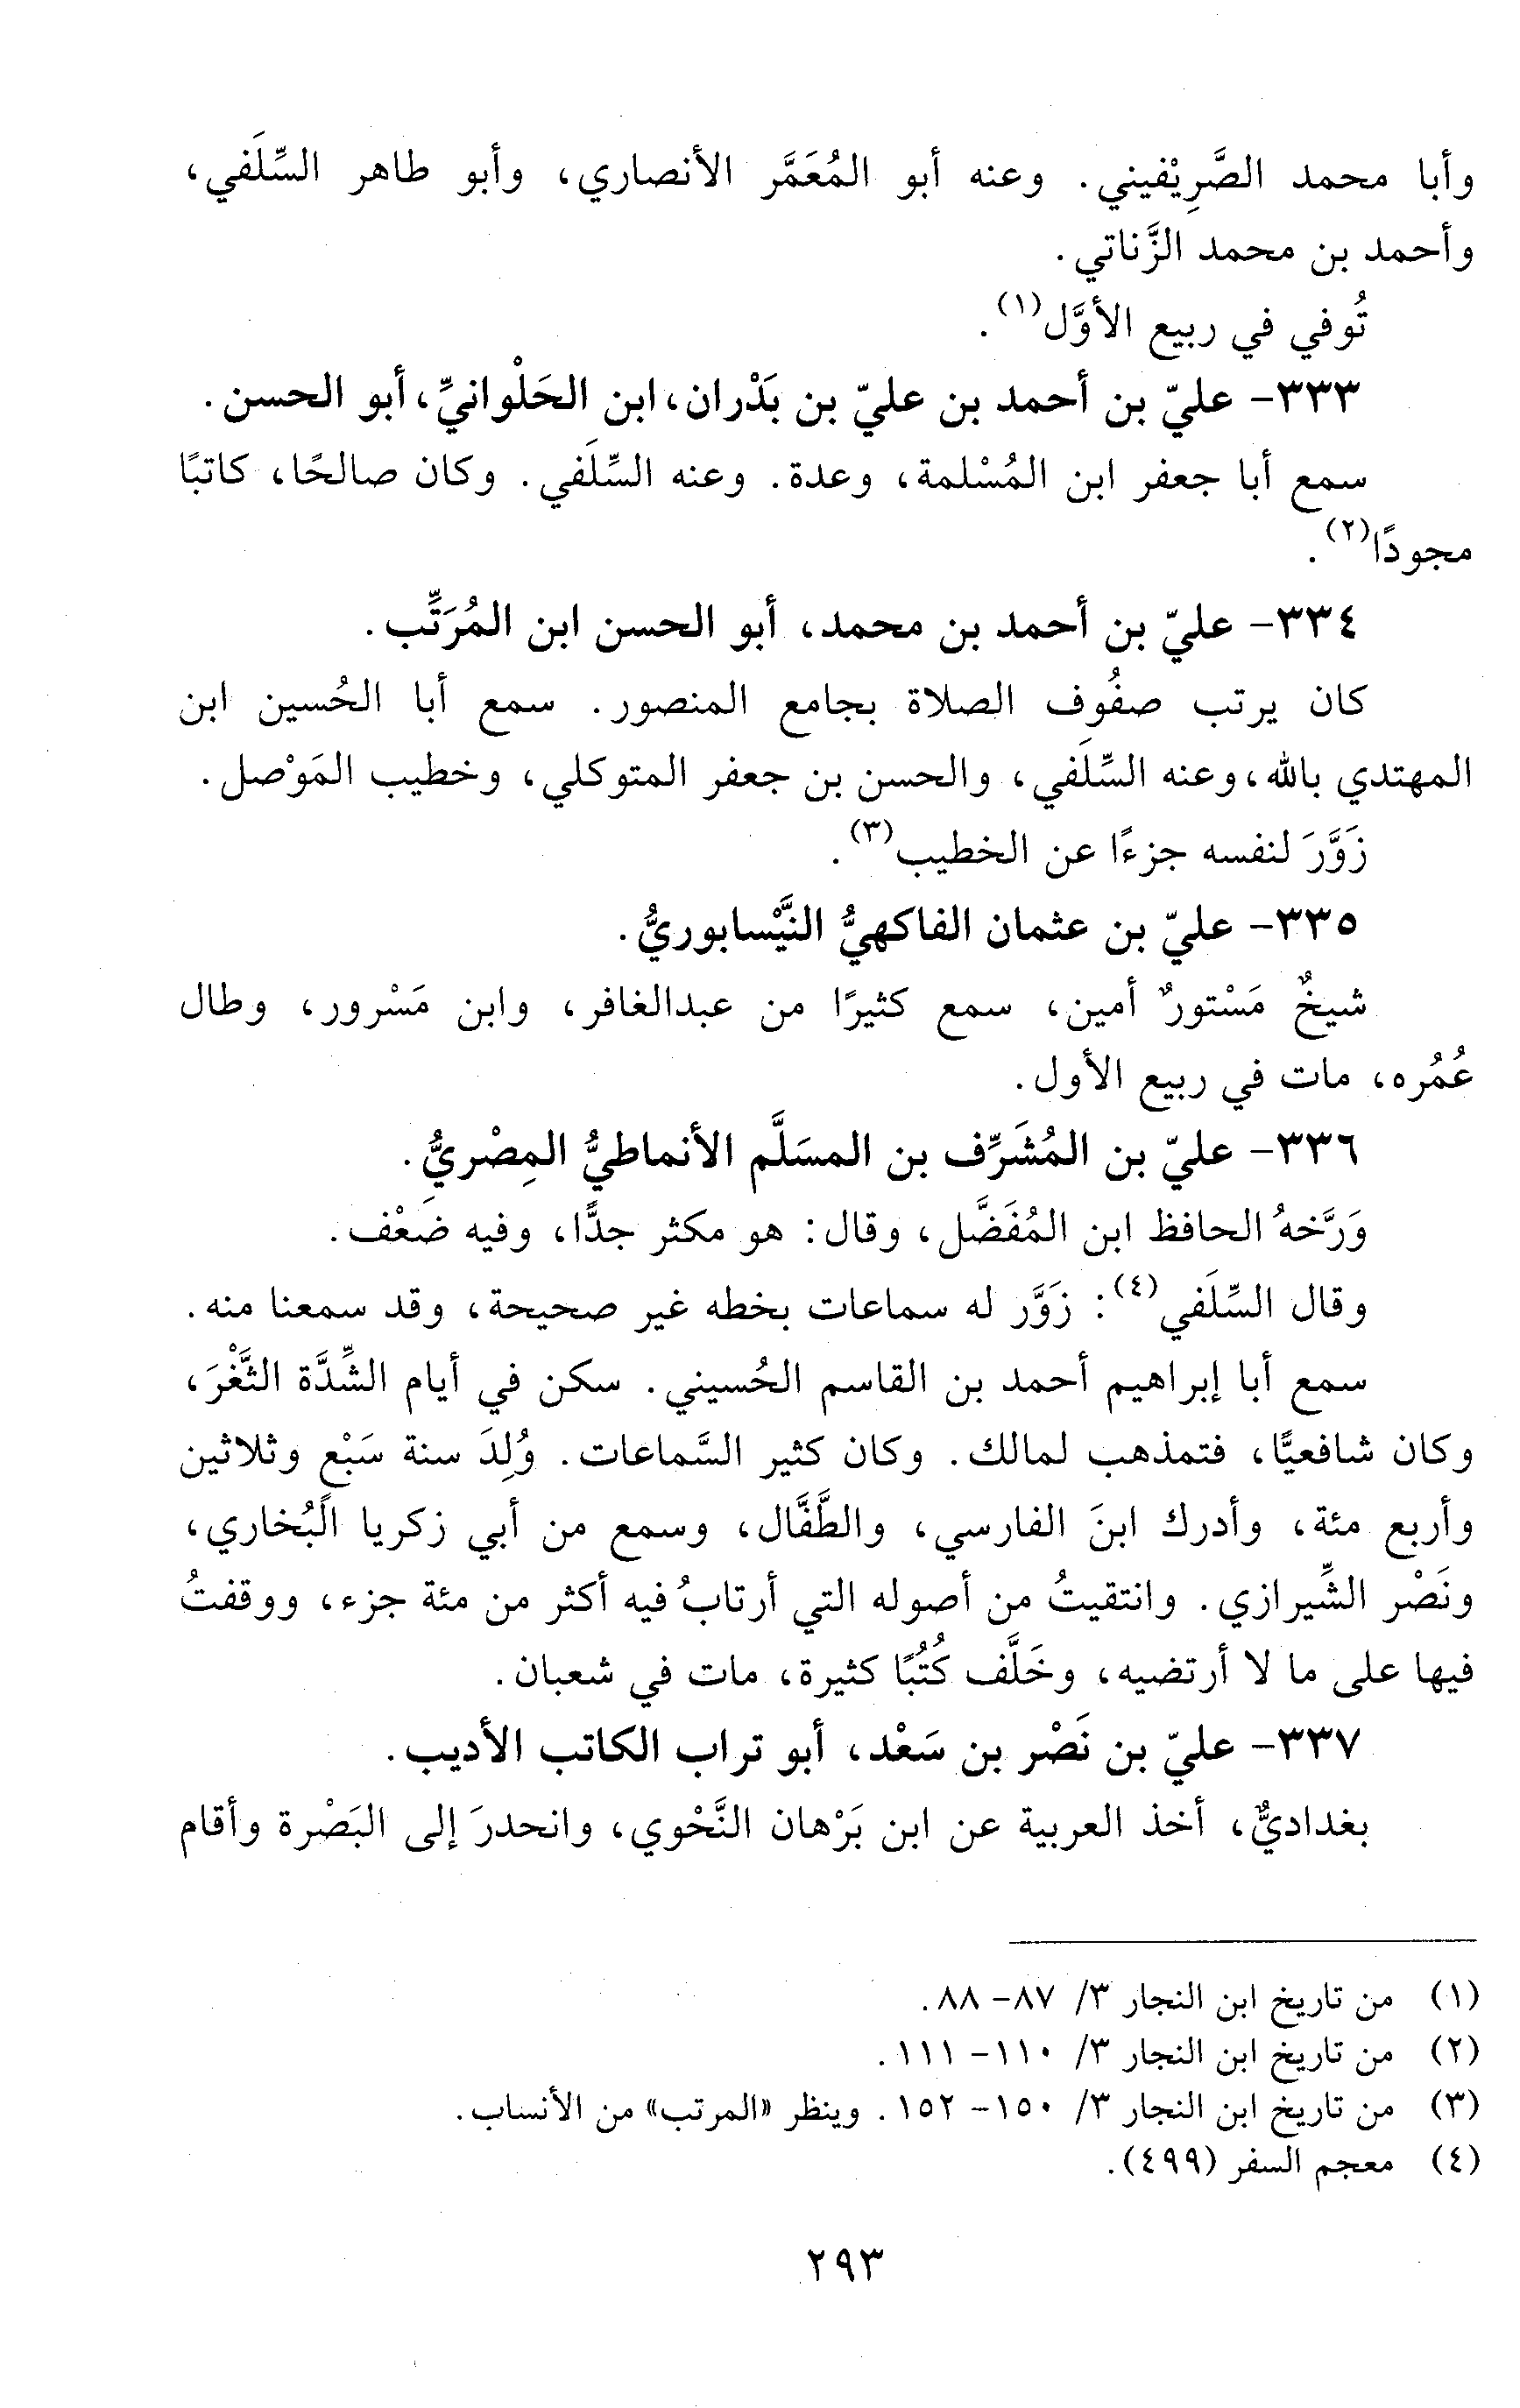 وأبا محمد الصَّرِيْفيني. وعنه أبو المُعَمَّر الأنصاري، وأبو طاهر السِّلَفي،
وأحمد بن محمد الزَّناتي.
تُوفي في ربيع الأوَّل(١).
٣٣٣- عليّ بن أحمد بن عليّ بن بَدْران، ابن الحَلْوانيِّ، أبو الحسن.
سمع أبا جعفر ابن المُسْلمة، وعدة. وعنه السِّلَفي. وكان صالحًا، كاتبًا
مجودًا(٢).
٣٣٤- عليّ بن أحمد بن محمد، أبو الحسن ابن المُرَتِّب.
كان يرتب صفُوف الصلاة بجامع المنصور. سمع أبا الحُسين ابن
المهتدي بالله، وعنه السِّلَفي، والحسن بن جعفر المتوكلي، وخطيب المَوْصل.
زَوَّرَ لنفسه جزءًا عن الخطيب(٣).
٣٣٥- عليّ بن عثمان الفاكهيُّ النَّيْسابوريُّ.
شيخٌ مَسْتورٌ أمين، سمع كثيرًا من عبدالغافر، وابن مَسْرور، وطال
عُمُره، مات في ربيع الأول.
٣٣٦- عليّ بن المُشَرِّف بن المسَلَّم الأنماطيُّ المِصْريُّ.
وَرَّخهُ الحافظ ابن المُفَضَّل، وقال: هو مكثر جدًّا، وفيه ضَعْف.
وقال السِّلَفي(٤): زَوَّر له سماعات بخطه غير صحيحة، وقد سمعنا منه.
سمع أبا إبراهيم أحمد بن القاسم الحُسيني. سكن في أيام الشِّدَّة الثَّغْرَ،
وكان شافعيًّا، فتمذهب لمالك. وكان كثير السَّماعات. وُلِدَ سنة سَبْع وثلاثين
وأربع مئة، وأدرك ابنَ الفارسي، والطَّفَّال، وسمع من أبي زكريا البُخاري،
ونَصْر الشِّيرازي. وانتقيتُ من أصوله التي أرتابُ فيه أكثر من مئة جزء، ووقفتُ
فيها على ما لا أرتضيه، وخَلَّف كُتُبًا كثيرة، مات في شعبان.
٣٣٧- عليّ بن نَصْر بن سَعْد، أبو تراب الكاتب الأديب.
بغداديٌّ، أخذ العربية عن ابن بَرْهان النَّحْوي، وانحدرَ إلى البَصْرة وأقام
(١) من تاريخ ابن النجار ٣/ ٨٧- ٨٨.
(٢) من تاريخ ابن النجار ٣/ ١١٠- ١١١.
(٣) من تاريخ ابن النجار ٣/ ١٥٠- ١٥٢. وينظر «المرتب» من الأنساب.
(٤) معجم السفر (٤٩٩).
٢٩٣